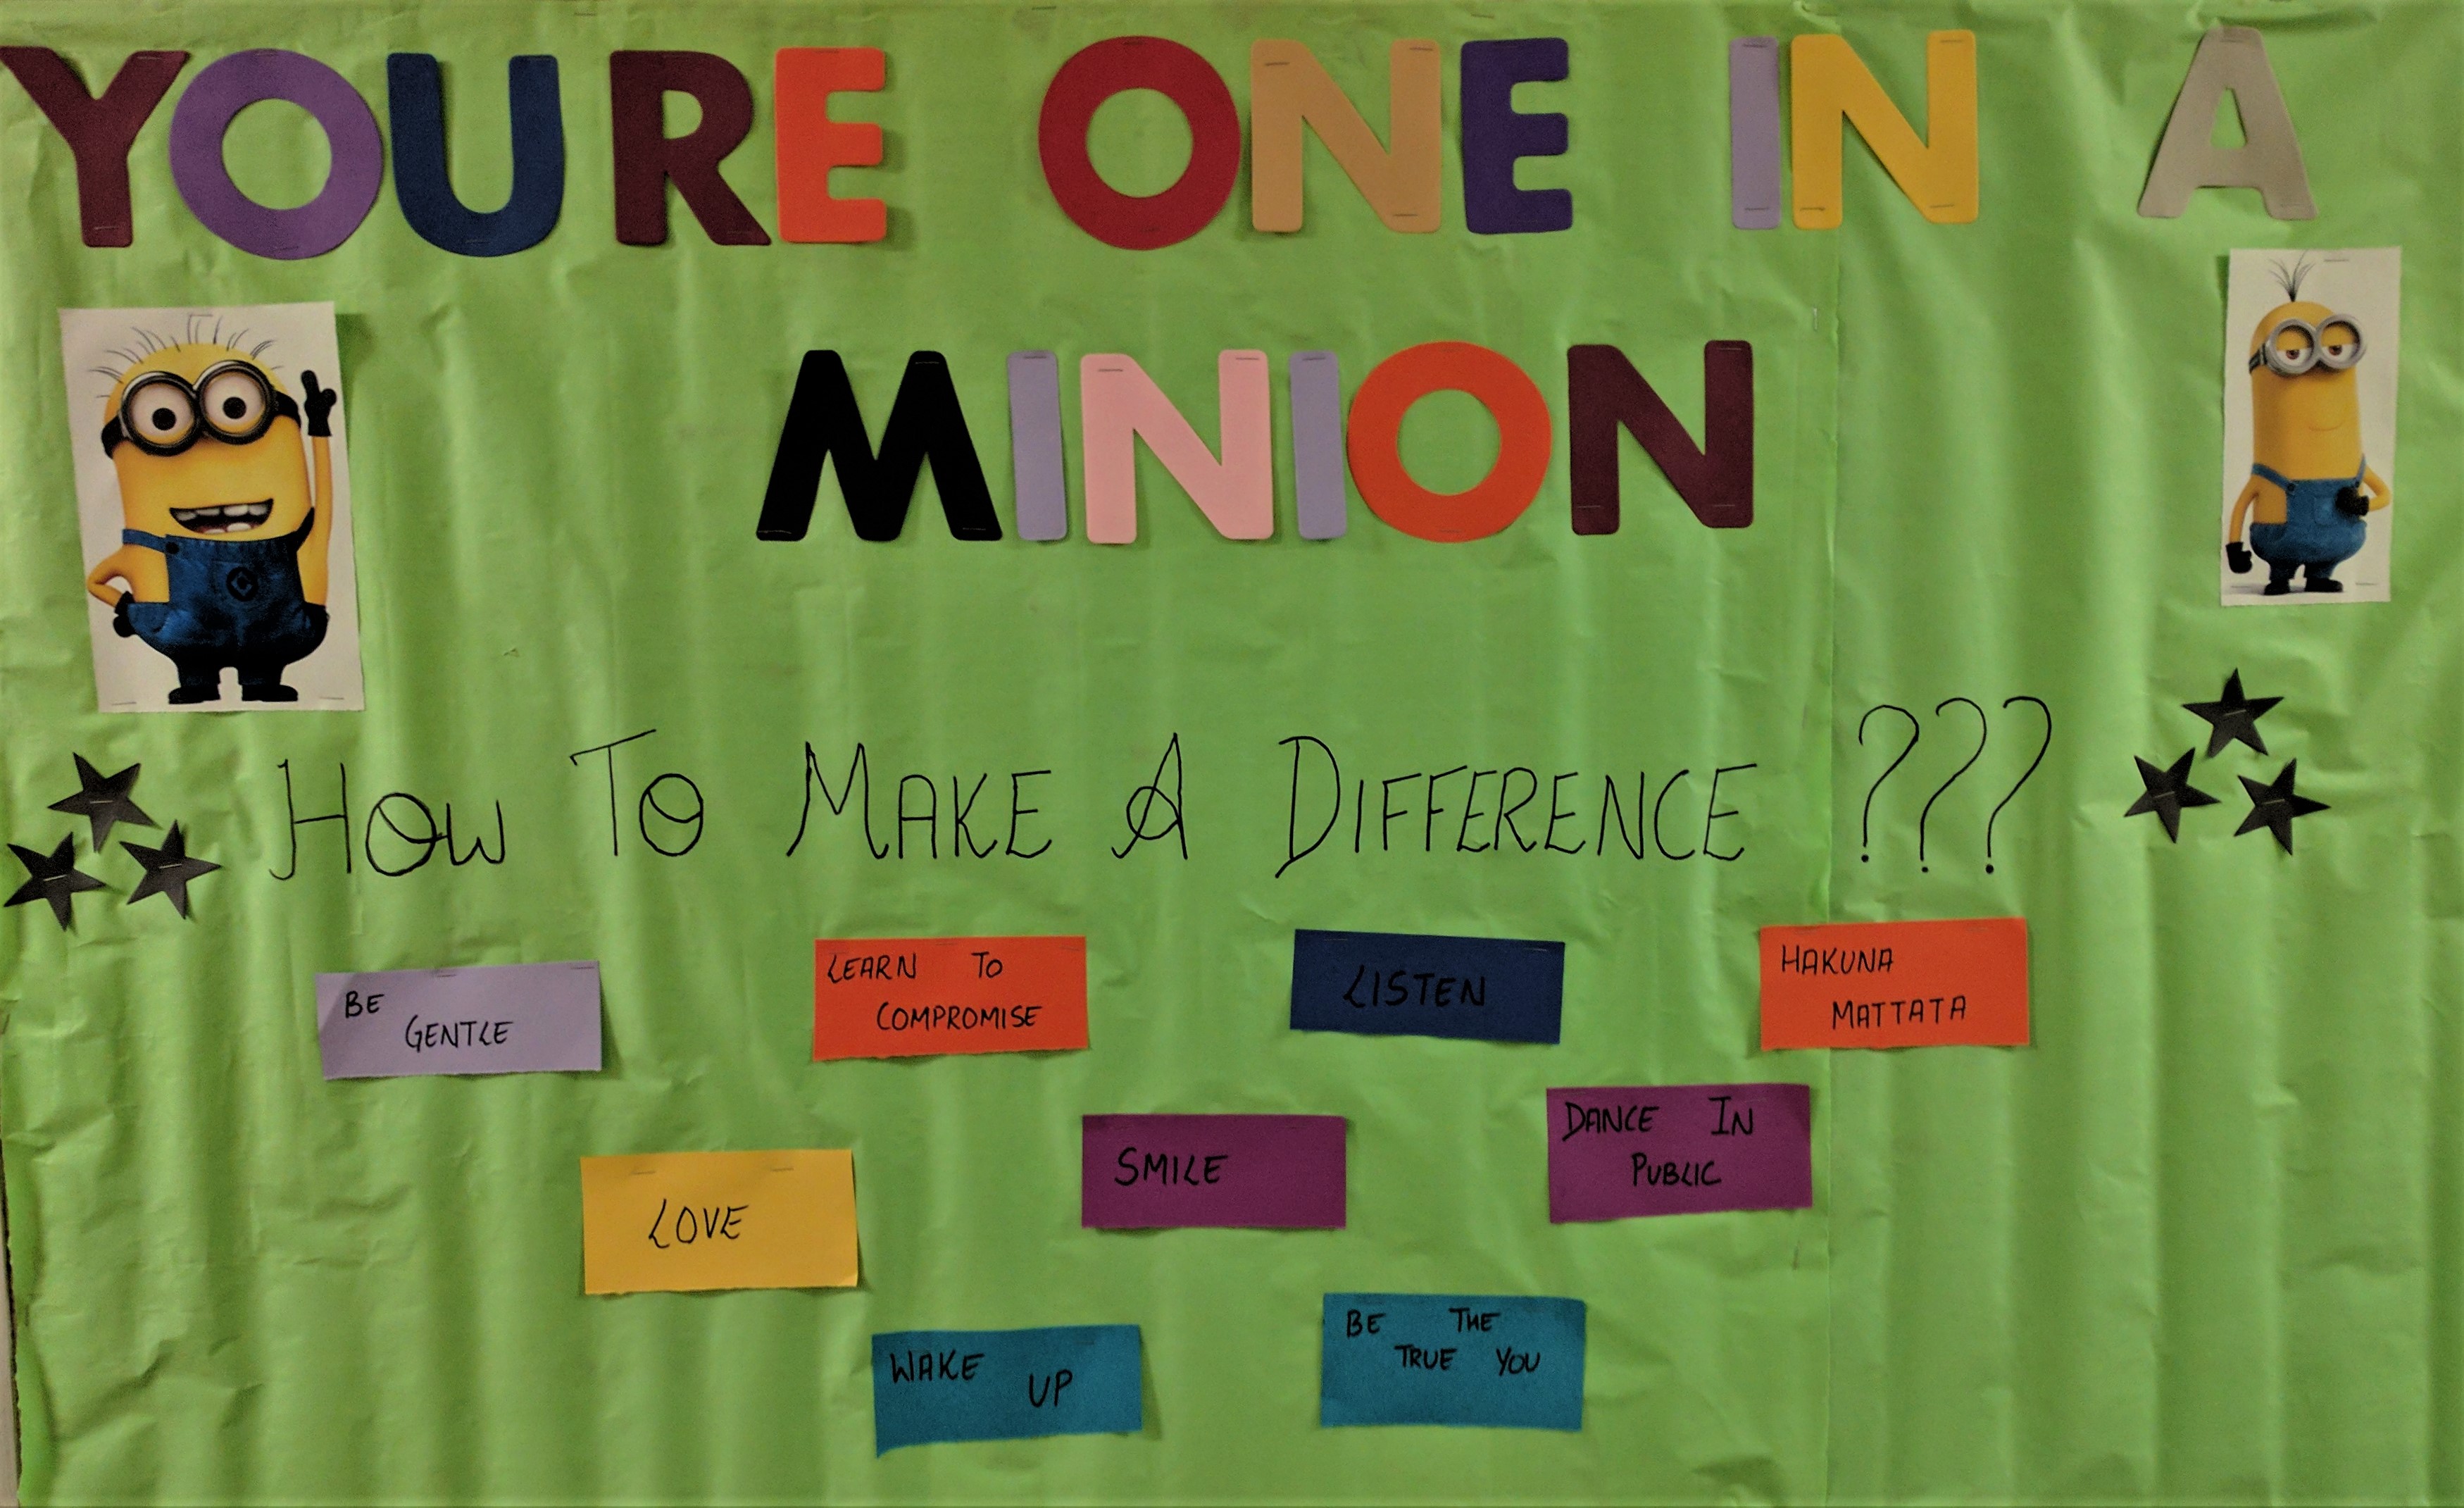 YOURE ONE IN A
MINION
HOW TO MAKE A DIFFERENCE ???
BE
GENTLE
LEARN TO
COMPROMISE
LISTEN
HAKUNA
MATTATA
LOVE
SMILE
DANCE IN
PUBLIC
WAKE
UP
BE THE
TRUE YOU